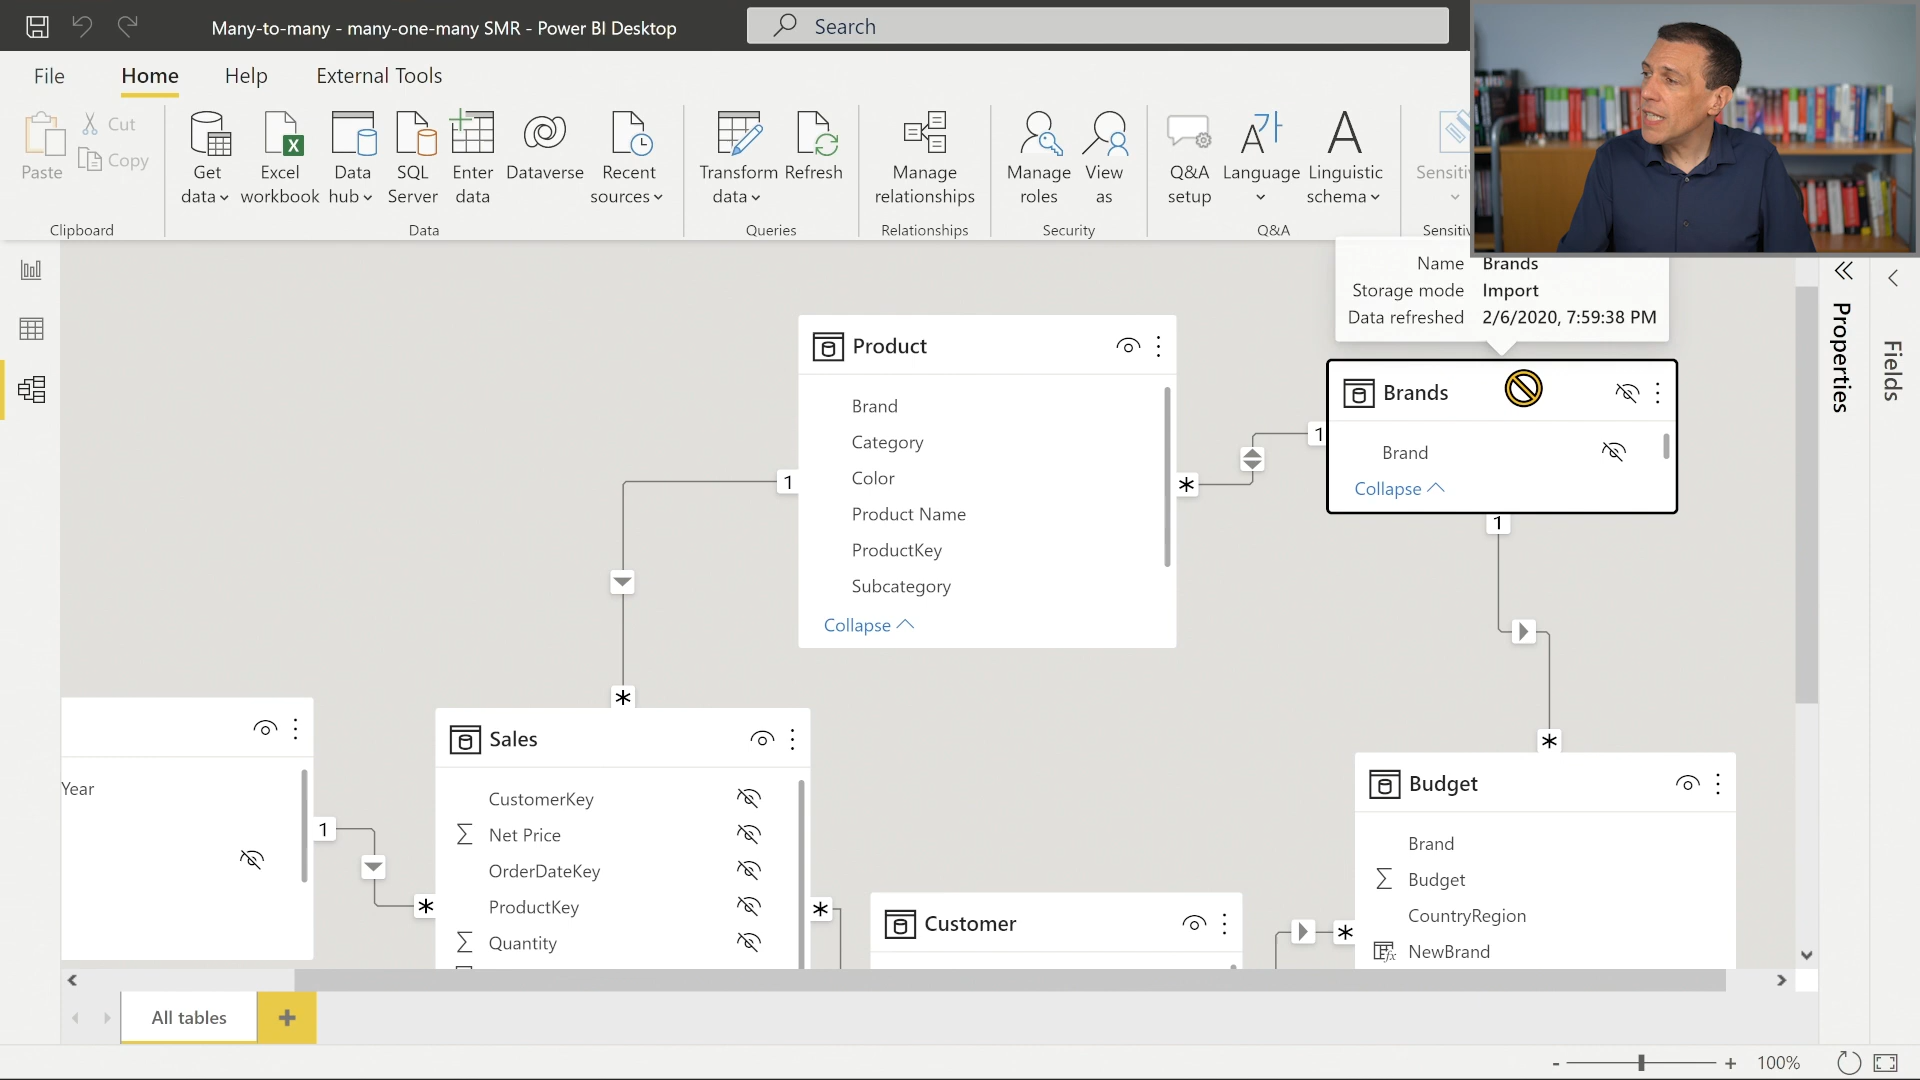 Many-to-many - many-one-many SMR - Power BI Desktop
Search
File
Home
Help
External Tools
Paste
Cut
Copy
Clipboard
Get data
Excel workbook
Data hub
SQL Server
Enter data
Dataverse
Recent sources
Data
Transform data
Refresh
Queries
Manage relationships
Relationships
Manage roles
View as
Security
Q&A setup
Language
Linguistic schema
Q&A
Sensiti
Sensitiv
Name Brands
Storage mode Import
Data refreshed 2/6/2020, 7:59:38 PM
Properties
Fields
Product
Brand
Category
Color
Product Name
ProductKey
Subcategory
Collapse
1
*
1
Brands
Brand
Collapse
1
1
*
*
Year
1
*
Sales
CustomerKey
Σ Net Price
OrderDateKey
ProductKey
Σ Quantity
*
Customer
*
Budget
Brand
Σ Budget
CountryRegion
NewBrand
All tables
+
- + 100%